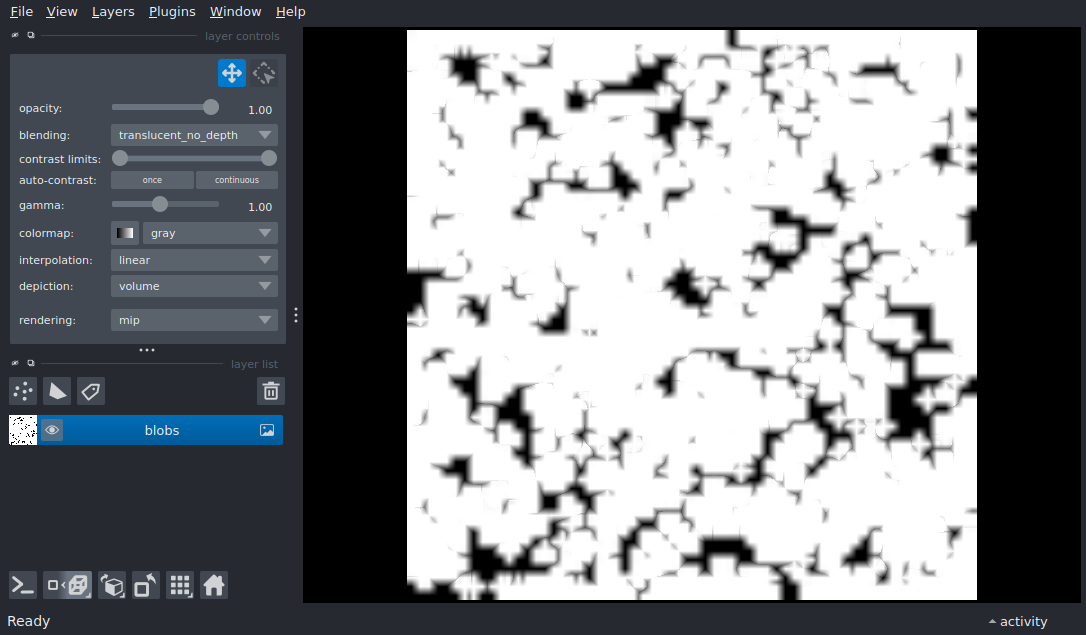 File View Layers Plugins Window Help
layer controls
opacity: 1.00
blending: translucent_no_depth
contrast limits:
auto-contrast: once continuous
gamma: 1.00
colormap: gray
interpolation: linear
depiction: volume
rendering: mip
layer list
blobs
Ready
activity